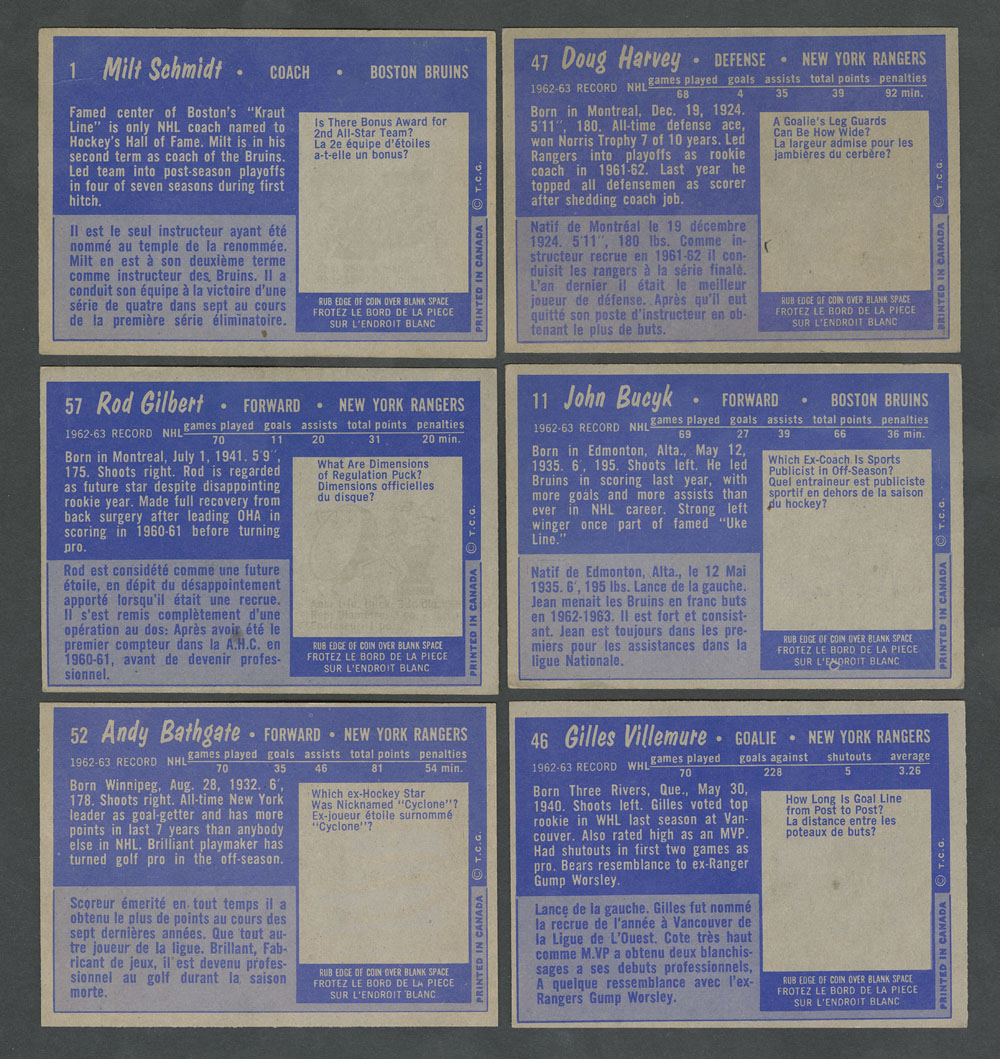 1 Milt Schmidt • COACH • BOSTON BRUINS
Famed center of Boston's "Kraut
Line" is only NHL coach named to
Hockey's Hall of Fame. Milt is in his
second term as coach of the Bruins.
Led team into post-season playoffs
in four of seven seasons during first
hitch.
Il est le seul instructeur ayant été
nommé au temple de la renommée.
Milt en est à son deuxième terme
comme instructeur des Bruins. Il a
conduit son équipe à la victoire d'une
série de quatre dans sept au cours
de la première série éliminatoire.
Is There Bonus Award for
2nd All-Star Team?
La 2e équipe d'étoiles
a-t-elle un bonus?
RUB EDGE OF COIN OVER BLANK SPACE
FROTEZ LE BORD DE LA PIECE
SUR L'ENDROIT BLANC
PRINTED IN CANADA © T.C.G.
47 Doug Harvey • DEFENSE • NEW YORK RANGERS
games played goals assists total points penalties
1962-63 RECORD NHL 68 4 35 39 92 min.
Born in Montreal, Dec. 19, 1924.
5'11", 180. All-time defense ace,
won Norris Trophy 7 of 10 years. Led
Rangers into playoffs as rookie
coach in 1961-62. Last year he
topped all defensemen as scorer
after shedding coach job.
Natif de Montréal le 19 décembre
1924. 5'11", 180 lbs. Comme in-
structeur recrue en 1961-62 il con-
duisit les rangers à la série finale.
L'an dernier il était le meilleur
joueur de défense. Après qu'il eut
quitté son poste d'instructeur en ob-
tenant le plus de buts.
A Goalie's Leg Guards
Can Be How Wide?
La largeur admise pour les
jambières du cerbère?
RUB EDGE OF COIN OVER BLANK SPACE
FROTEZ LE BORD DE LA PIECE
SUR L'ENDROIT BLANC
PRINTED IN CANADA © T.C.G.
57 Rod Gilbert • FORWARD • NEW YORK RANGERS
games played goals assists total points penalties
1962-63 RECORD NHL 70 11 20 31 20 min.
Born in Montreal, July 1, 1941. 5'9",
175. Shoots right. Rod is regarded
as future star despite disappointing
rookie year. Made full recovery from
back surgery after leading OHA in
scoring in 1960-61 before turning
pro.
Rod est considété comme une future
étoile, en dépit du désappointement
apporté lorsqu'il était une recrue.
Il s'est remis complètement d'une
opération au dos: Après avoir été le
premier compteur dans la A.H.C. en
1960-61, avant de devenir profes-
sionnel.
What Are Dimensions
of Regulation Puck?
Dimensions officielles
du disque?
RUB EDGE OF COIN OVER BLANK SPACE
FROTEZ LE BORD DE LA PIECE
SUR L'ENDROIT BLANC
PRINTED IN CANADA © T.C.G.
11 John Bucyk • FORWARD • BOSTON BRUINS
games played goals assists total points penalties
1962-63 RECORD NHL 69 27 39 66 36 min.
Born in Edmonton, Alta., May 12,
1935. 6', 195. Shoots left. He led
Bruins in scoring last year, with
more goals and more assists than
ever in NHL career. Strong left
winger once part of famed "Uke
Line."
Natif de Edmonton, Alta., le 12 Mai
1935. 6', 195 lbs. Lance de la gauche.
Jean menait les Bruins en franc buts
en 1962-1963. Il est fort et consist-
ant. Jean est toujours dans les pre-
miers pour les assistances dans la
ligue Nationale.
Which Ex-Coach Is Sports
Publicist in Off-Season?
Quel entraineur est publiciste
sportif en dehors de la saison
du hockey?
RUB EDGE OF COIN OVER BLANK SPACE
FROTEZ LE BORD DE LA PIECE
SUR L'ENDROIT BLANC
PRINTED IN CANADA © T.C.G.
52 Andy Bathgate • FORWARD • NEW YORK RANGERS
games played goals assists total points penalties
1962-63 RECORD NHL 70 35 46 81 54 min.
Born Winnipeg, Aug. 28, 1932. 6',
178. Shoots right. All-time New York
leader as goal-getter and has more
points in last 7 years than anybody
else in NHL. Brilliant playmaker has
turned golf pro in the off-season.
Scoreur émerité en tout temps il a
obtenu le plus de points au cours des
sept dernières années. Que tout au-
tre joueur de la ligue. Brillant, Fab-
ricant de jeux, il est devenu profes-
sionnel au golf durant la saison
morte.
Which ex-Hockey Star
Was Nicknamed "Cyclone"?
Ex-joueur étoile surnommé
"Cyclone"?
RUB EDGE OF COIN OVER BLANK SPACE
FROTEZ LE BORD DE LA PIECE
SUR L'ENDROIT BLANC
PRINTED IN CANADA © T.C.G.
46 Gilles Villemure • GOALIE • NEW YORK RANGERS
games played goals against shutouts average
1962-63 RECORD WHL 70 228 5 3.26
Born Three Rivers, Que., May 30,
1940. Shoots left. Gilles voted top
rookie in WHL last season at Van-
couver. Also rated high as an MVP.
Had shutouts in first two games as
pro. Bears resemblance to ex-Ranger
Gump Worsley.
Lance de la gauche. Gilles fut nommé
la recrue de l'année à Vancouver de
la Ligue de L'Ouest. Cote très haut
comme M.VP a obtenu deux blanchis-
sages a ses debuts professionnels,
A quelque ressemblance avec l'ex-
Rangers Gump Worsley.
How Long Is Goal Line
from Post to Post?
La distance entre les
poteaux de buts?
RUB EDGE OF COIN OVER BLANK SPACE
FROTEZ LE BORD DE LA PIECE
SUR L'ENDROIT BLANC
PRINTED IN CANADA © T.C.G.